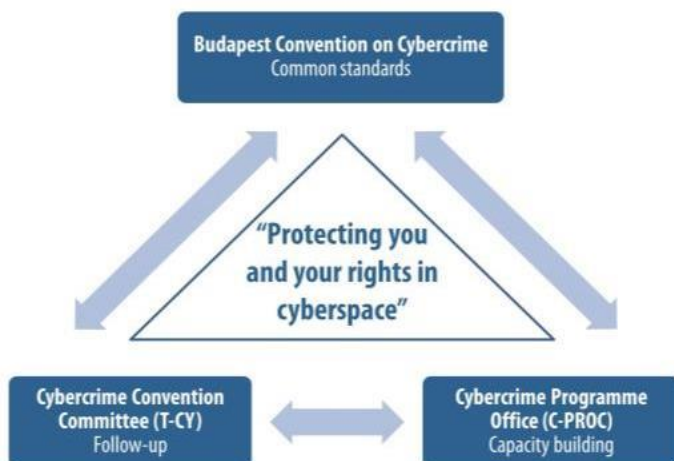 Budapest Convention on Cybercrime
Common standards
“Protecting you
and your rights in
cyberspace”
Cybercrime Convention
Committee (T-CY)
Follow-up
Cybercrime Programme
Office (C-PROC)
Capacity building